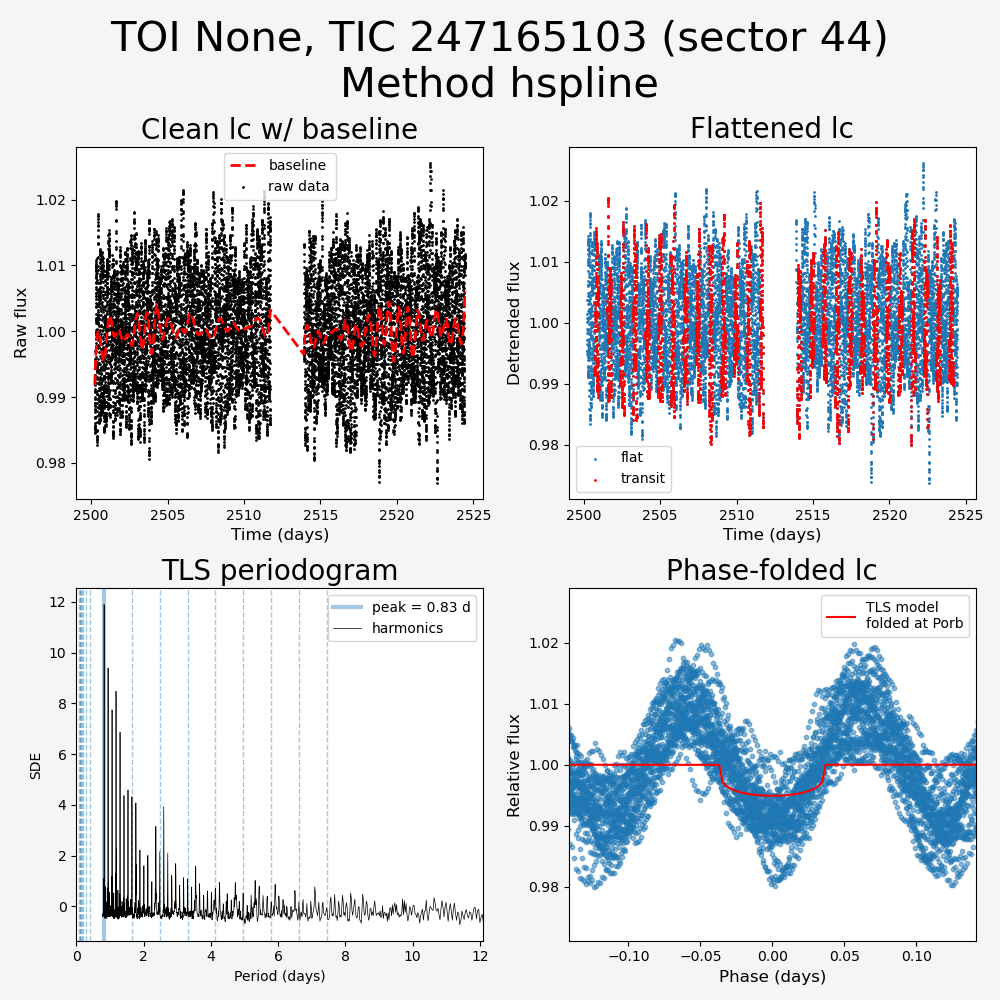 TOI None, TIC 247165103 (sector 44)
Method hspline
Clean lc w/ baseline
baseline
raw data
Raw flux
1.02
1.01
1.00
0.99
0.98
2500
2505
2510
2515
2520
2525
Time (days)
Flattened lc
flat
transit
Detrended flux
1.02
1.01
1.00
0.99
0.98
2500
2505
2510
2515
2520
2525
Time (days)
TLS periodogram
peak = 0.83 d
harmonics
SDE
12
10
8
6
4
2
0
0
2
4
6
8
10
12
Period (days)
Phase-folded lc
TLS model
folded at Porb
Relative flux
1.02
1.01
1.00
0.99
0.98
−0.10
−0.05
0.00
0.05
0.10
Phase (days)